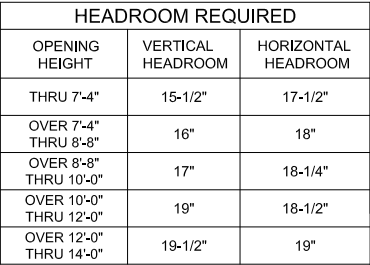 HEADROOM REQUIRED
OPENING HEIGHT VERTICAL HEADROOM HORIZONTAL HEADROOM
THRU 7'-4" 15-1/2" 17-1/2"
OVER 7'-4" THRU 8'-8" 16" 18"
OVER 8'-8" THRU 10'-0" 17" 18-1/4"
OVER 10'-0" THRU 12'-0" 19" 18-1/2"
OVER 12'-0" THRU 14'-0" 19-1/2" 19"